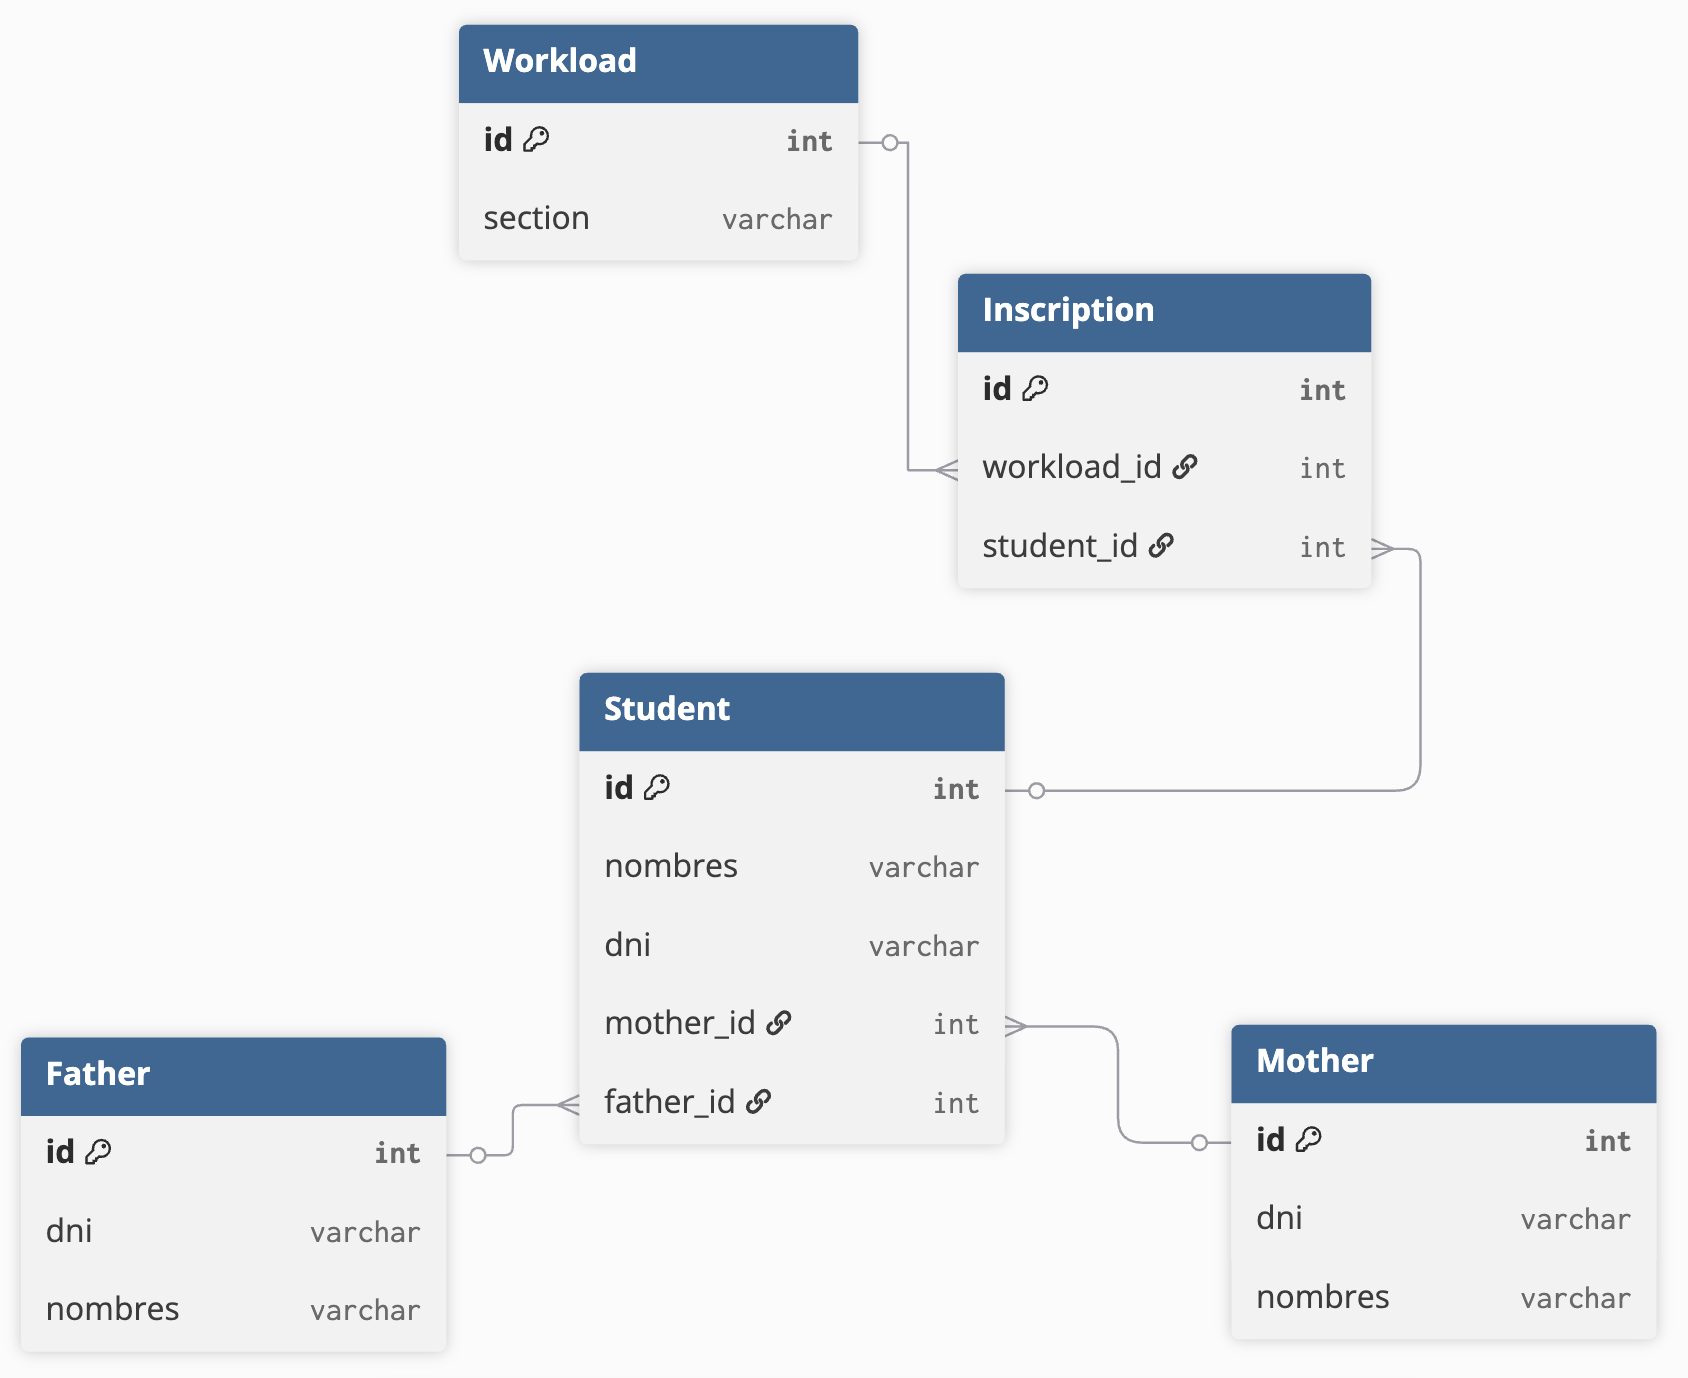 Workload
id int
section varchar
Inscription
id int
workload_id int
student_id int
Student
id int
nombres varchar
dni varchar
mother_id int
father_id int
Father
id int
dni varchar
nombres varchar
Mother
id int
dni varchar
nombres varchar